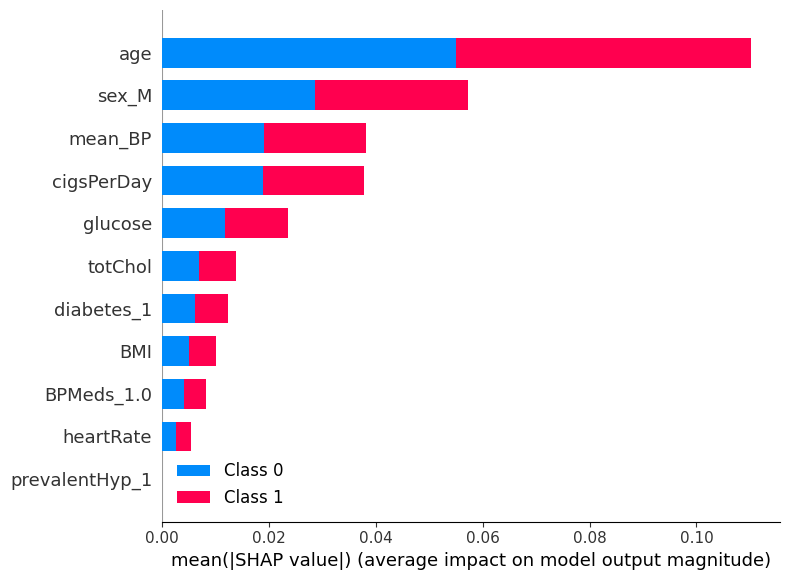 age
sex_M
mean_BP
cigsPerDay
glucose
totChol
diabetes_1
BMI
BPMeds_1.0
heartRate
prevalentHyp_1
Class 0
Class 1
0.00 0.02 0.04 0.06 0.08 0.10
mean(|SHAP value|) (average impact on model output magnitude)